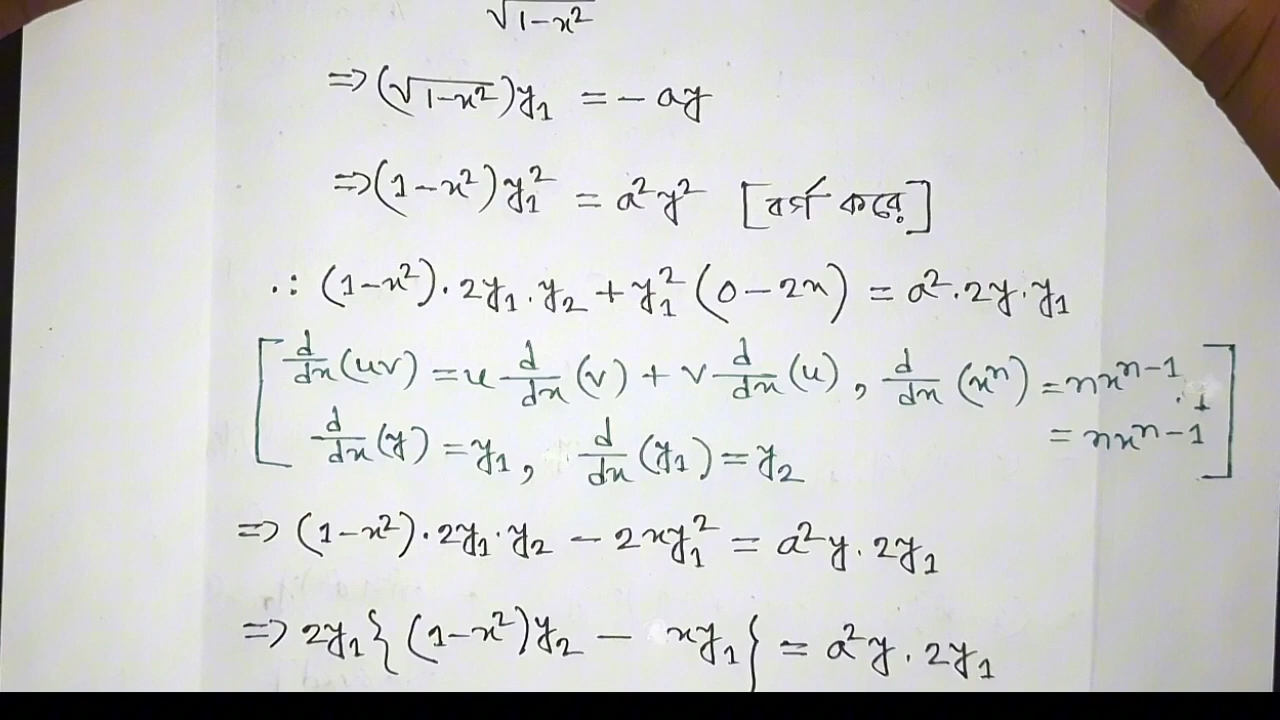 √1-x²
⇒(√1-x²)y₁ = - ay
⇒(1-x²)y₁² = a²y² [বর্গ করে]
∴ (1-x²)·2y₁·y₂ + y₁²(0-2x) = a²·2y·y₁
[d/dx(uv) = u d/dx(v) + v d/dx(u), d/dx(xⁿ) = nxⁿ⁻¹·1
d/dx(y) = y₁, d/dx(y₁) = y₂ = nxⁿ⁻¹]
⇒ (1-x²)·2y₁·y₂ - 2xy₁² = a²y·2y₁
⇒ 2y₁{(1-x²)y₂ - xy₁} = a²y·2y₁